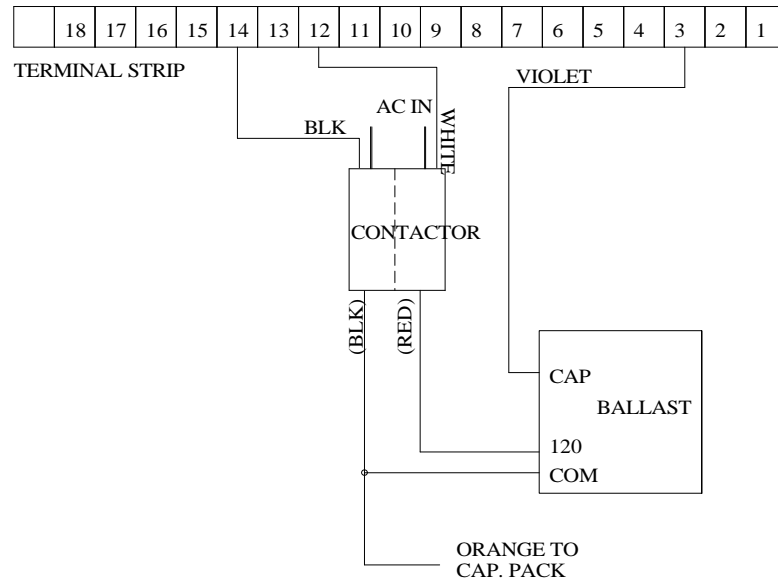 18 17 16 15 14 13 12 11 10 9 8 7 6 5 4 3 2 1
TERMINAL STRIP
VIOLET
AC IN
BLK
WHITE
CONTACTOR
(BLK)
(RED)
CAP
BALLAST
120
COM
ORANGE TO
CAP. PACK